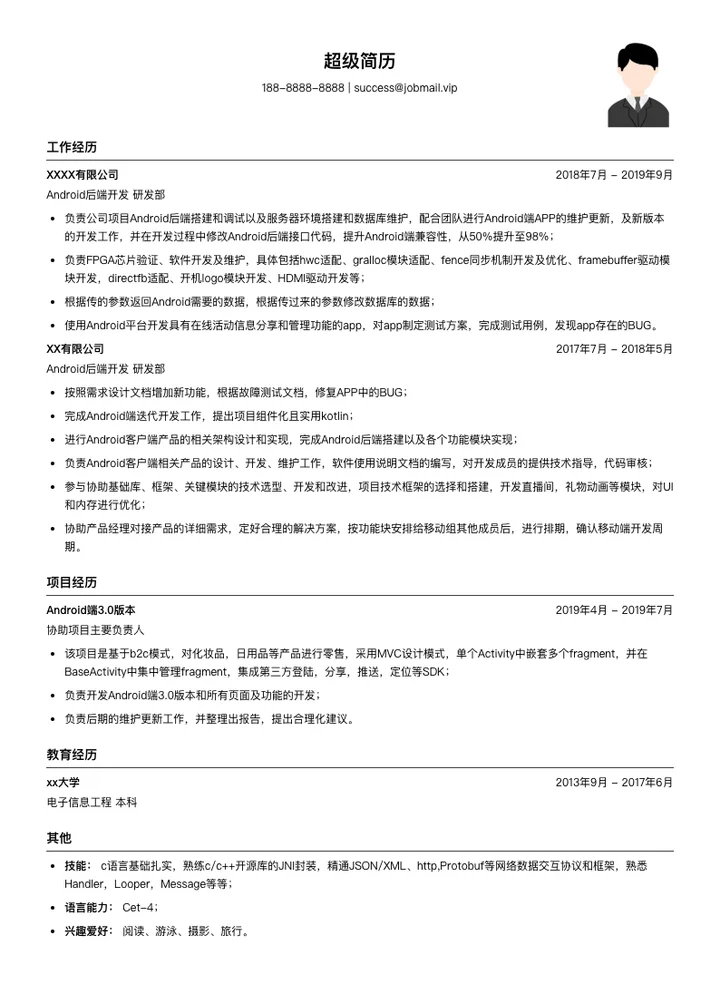 超级简历
188-8888-8888 | success@jobmail.vip
工作经历
XXXX有限公司 2018年7月 - 2019年9月
Android后端开发 研发部
• 负责公司项目Android后端搭建和调试以及服务器环境搭建和数据库维护，配合团队进行Android端APP的维护更新，及新版本
的开发工作，并在开发过程中修改Android后端接口代码，提升Android端兼容性，从50%提升至98%；
• 负责FPGA芯片验证、软件开发及维护，具体包括hwc适配、gralloc模块适配、fence同步机制开发及优化、framebuffer驱动模
块开发，directfb适配、开机logo模块开发、HDMI驱动开发等；
• 根据传的参数返回Android需要的数据，根据传过来的参数修改数据库的数据；
• 使用Android平台开发具有在线活动信息分享和管理功能的app，对app制定测试方案，完成测试用例，发现app存在的BUG。
XX有限公司 2017年7月 - 2018年5月
Android后端开发 研发部
• 按照需求设计文档增加新功能，根据故障测试文档，修复APP中的BUG；
• 完成Android端迭代开发工作，提出项目组件化且实用kotlin；
• 进行Android客户端产品的相关架构设计和实现，完成Android后端搭建以及各个功能模块实现；
• 负责Android客户端相关产品的设计、开发、维护工作，软件使用说明文档的编写，对开发成员的提供技术指导，代码审核；
• 参与协助基础库、框架、关键模块的技术选型、开发和改进，项目技术框架的选择和搭建，开发直播间，礼物动画等模块，对UI
和内存进行优化；
• 协助产品经理对接产品的详细需求，定好合理的解决方案，按功能块安排给移动组其他成员后，进行排期，确认移动端开发周
期。
项目经历
Android端3.0版本 2019年4月 - 2019年7月
协助项目主要负责人
• 该项目是基于b2c模式，对化妆品，日用品等产品进行零售，采用MVC设计模式，单个Activity中嵌套多个fragment，并在
BaseActivity中集中管理fragment，集成第三方登陆，分享，推送，定位等SDK；
• 负责开发Android端3.0版本和所有页面及功能的开发；
• 负责后期的维护更新工作，并整理出报告，提出合理化建议。
教育经历
xx大学 2013年9月 - 2017年6月
电子信息工程 本科
其他
• 技能： c语言基础扎实，熟练c/c++开源库的JNI封装，精通JSON/XML、http,Protobuf等网络数据交互协议和框架，熟悉
Handler，Looper，Message等等；
• 语言能力： Cet-4；
• 兴趣爱好： 阅读、游泳、摄影、旅行。